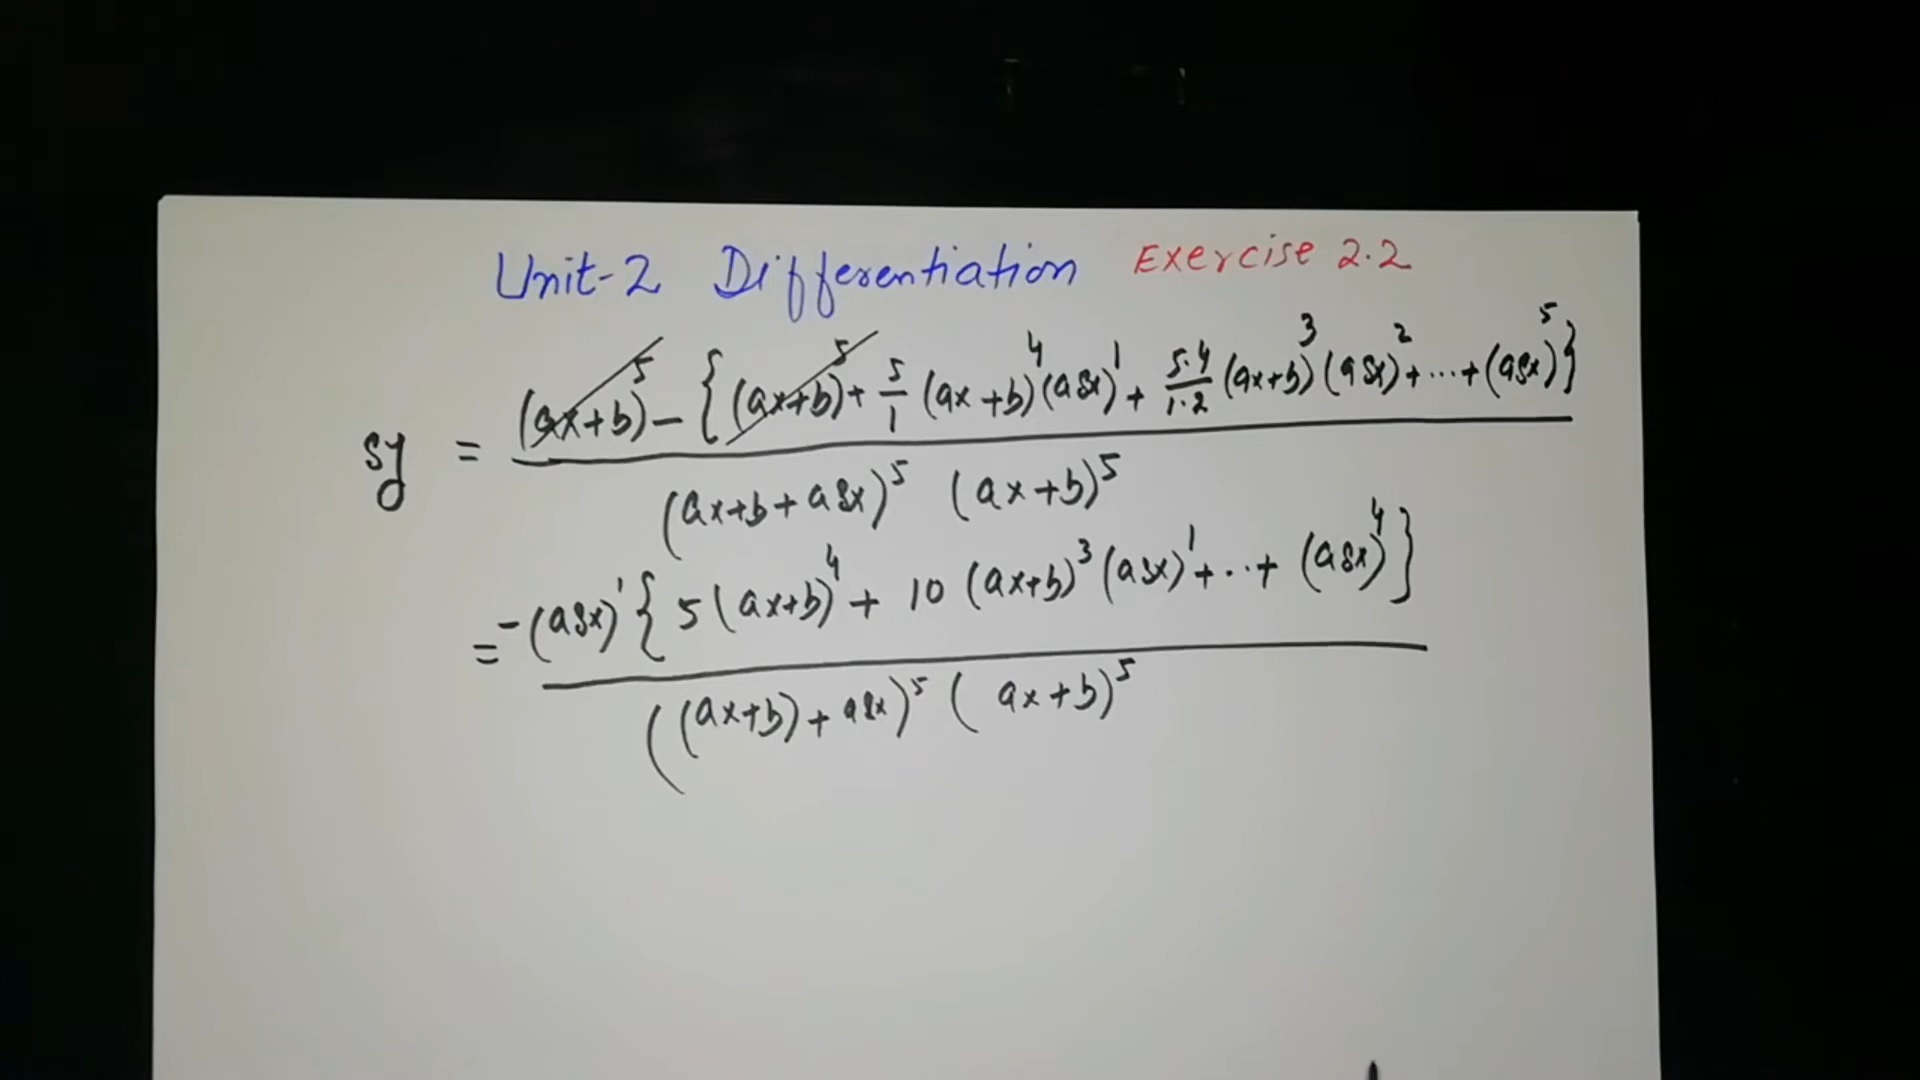 Unit-2 Differentiation Exercise 2.2
δy = (ax+b)^5 - {(ax+b)^5 + 5/1 (ax+b)^4 (aδx)^1 + 5.4/1.2 (ax+b)^3 (aδx)^2 + ... + (aδx)^5}
(ax+b+aδx)^5 (ax+b)^5
= -(aδx)^1 {5(ax+b)^4 + 10 (ax+b)^3 (aδx)^1 + ... + (aδx)^4}
((ax+b)+aδx)^5 (ax+b)^5